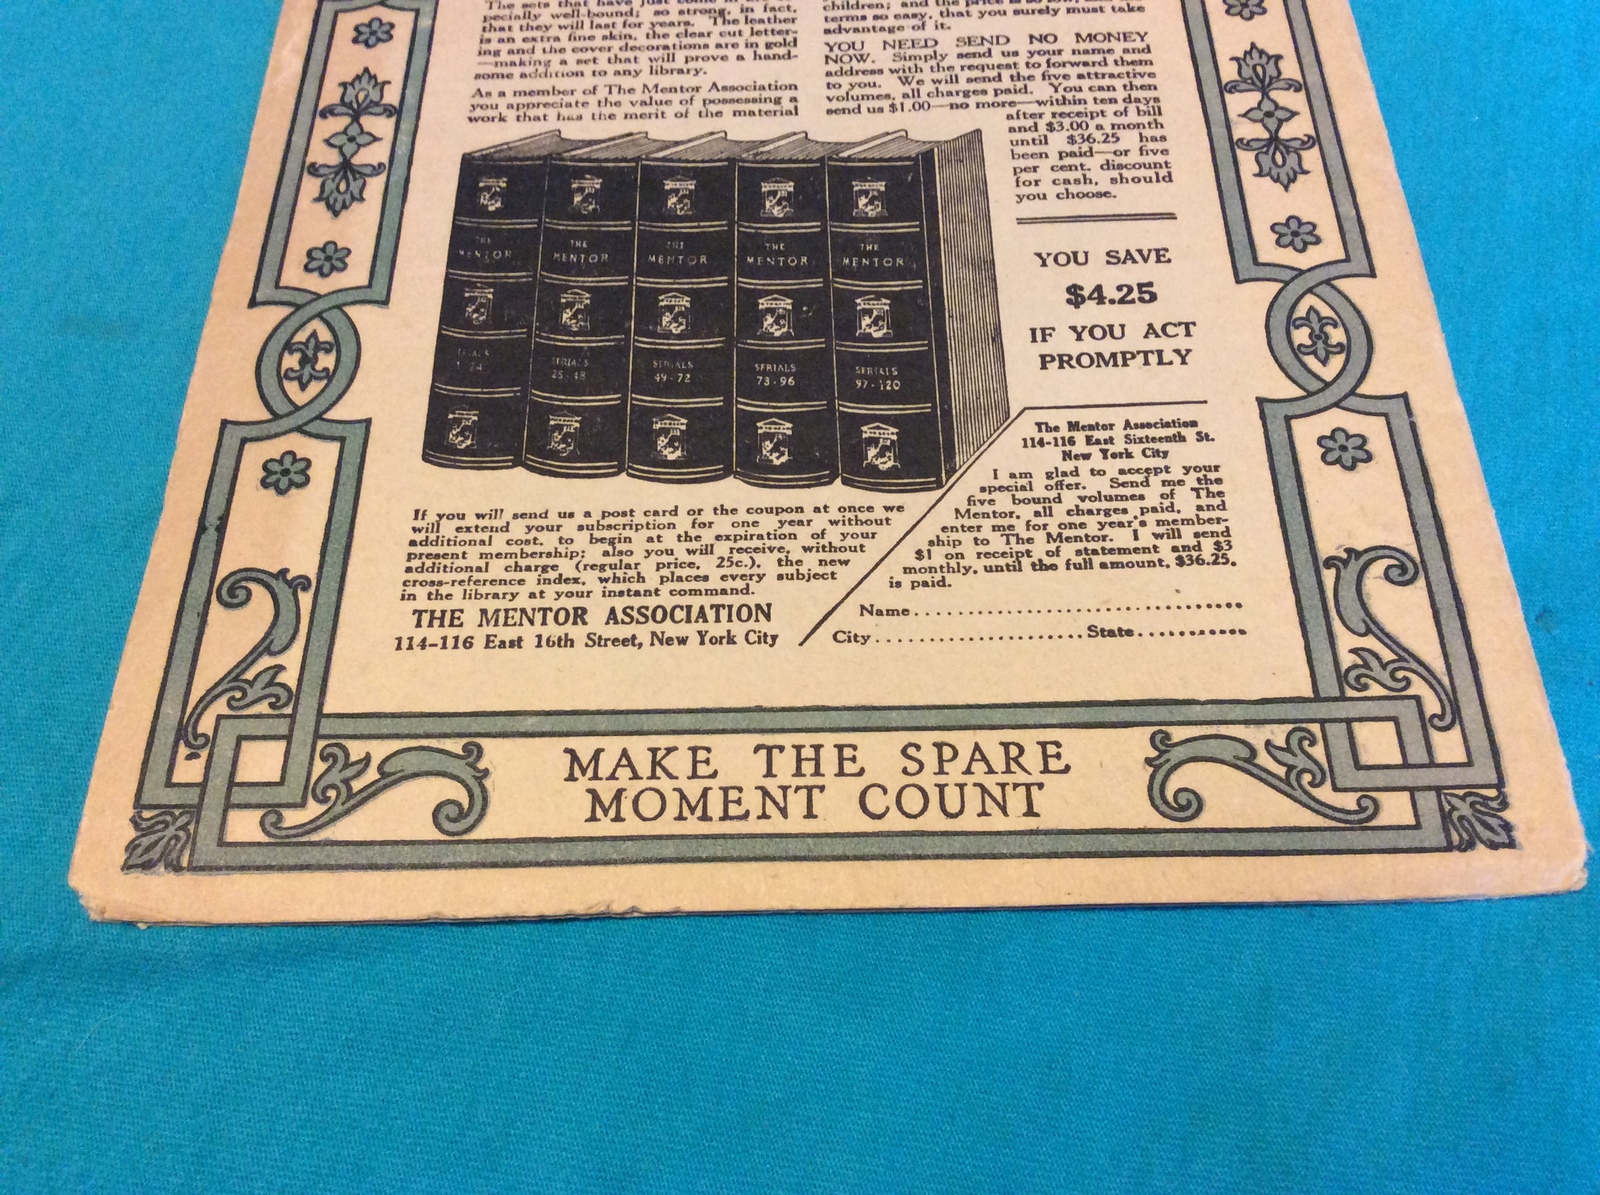 The sets that have just come in are es-
pecially well-bound; so strong, in fact,
that they will last for years. The leather
is an extra fine skin, the clear cut letter-
ing and the cover decorations are in gold
—making a set that will prove a hand-
some addition to any library.
As a member of The Mentor Association
you appreciate the value of possessing a
work that has the merit of the material
children; and the price is so low, and the
terms so easy, that you surely must take
advantage of it.
YOU NEED SEND NO MONEY
NOW. Simply send us your name and
address with the request to forward them
to you. We will send the five attractive
volumes, all charges paid. You can then
send us $1.00—no more—within ten days
after receipt of bill
and $3.00 a month
until $36.25 has
been paid—or five
per cent. discount
for cash, should
you choose.
THE MENTOR
THE MENTOR
THE MENTOR
THE MENTOR
THE MENTOR
SERIALS
25-48
SERIALS
49-72
SERIALS
73-96
SERIALS
97-120
YOU SAVE
$4.25
IF YOU ACT
PROMPTLY
If you will send us a post card or the coupon at once we
will extend your subscription for one year without
additional cost, to begin at the expiration of your
present membership; also you will receive, without
additional charge (regular price, 25c.), the new
cross-reference index, which places every subject
in the library at your instant command.
THE MENTOR ASSOCIATION
114-116 East 16th Street, New York City
The Mentor Association
114-116 East Sixteenth St.
New York City
I am glad to accept your
special offer. Send me the
five bound volumes of The
Mentor, all charges paid, and
enter me for one year's member-
ship to The Mentor. I will send
$1 on receipt of statement and $3
monthly, until the full amount, $36.25,
is paid.
Name
City State
MAKE THE SPARE
MOMENT COUNT